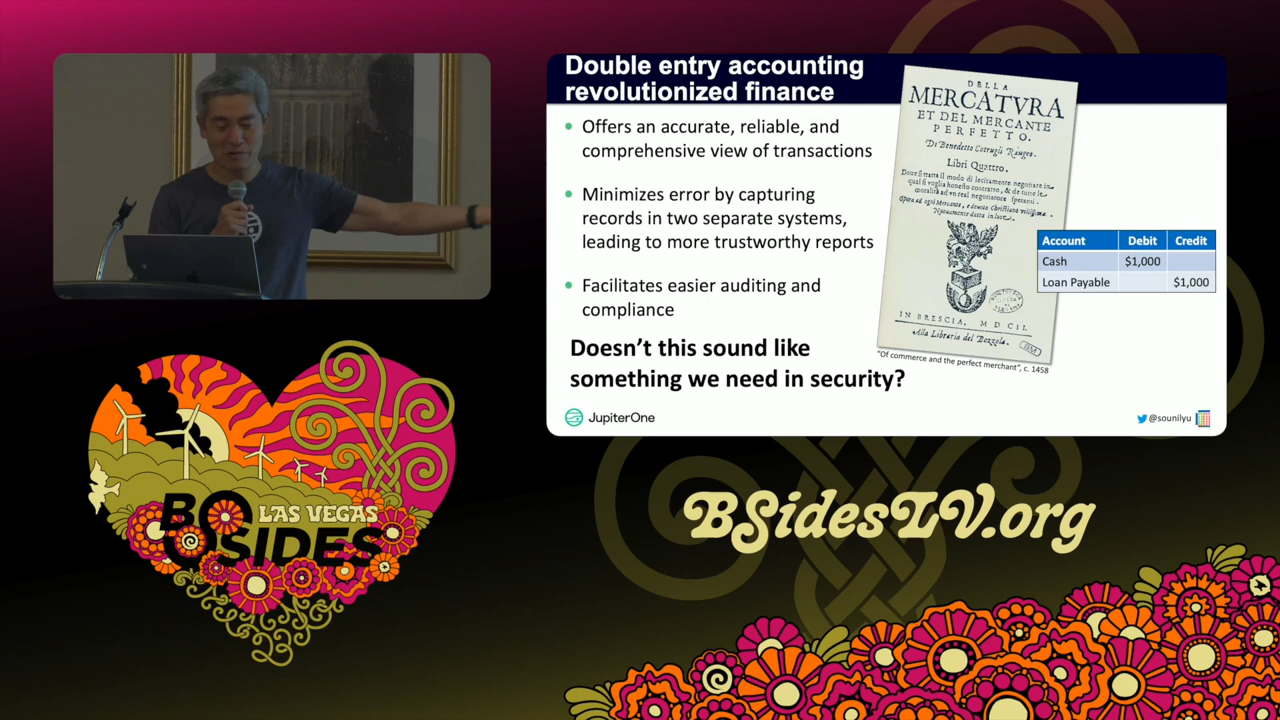 Double entry accounting
revolutionized finance
• Offers an accurate, reliable, and
comprehensive view of transactions
• Minimizes error by capturing
records in two separate systems,
leading to more trustworthy reports
• Facilitates easier auditing and
compliance
Doesn't this sound like
something we need in security?
DELLA
MERCATVRA
ET DEL MERCANTE
PERFETTO.
Di Benedetto Cotrugli Raugeo.
Libri Quattro.
IN BRESCIA, M D CII.
Alla Libraria del Bozzola.
"Of commerce and the perfect merchant", c. 1458
Account Debit Credit
Cash $1,000
Loan Payable $1,000
JupiterOne
@sounilyu
LAS VEGAS
BSidesLV.org